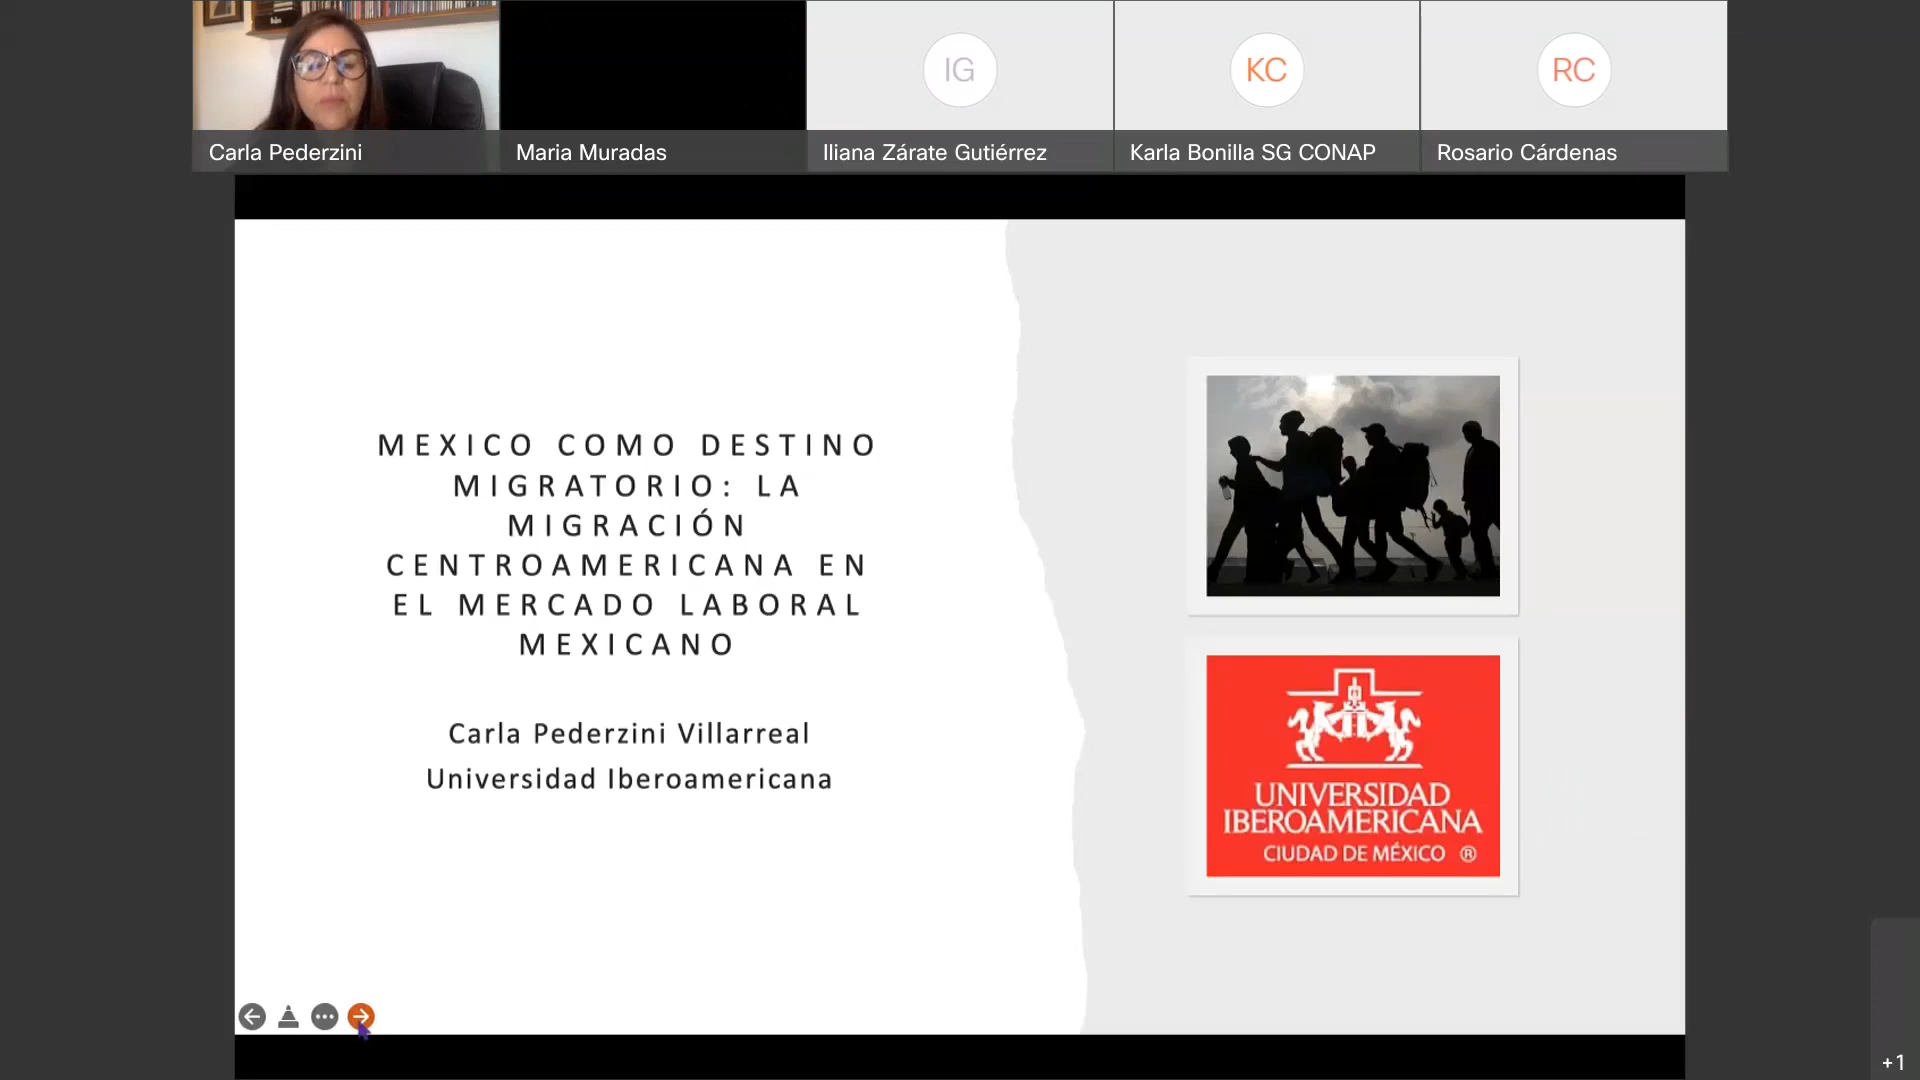 IG
KC
RC
Carla Pederzini
Maria Muradas
Iliana Zárate Gutiérrez
Karla Bonilla SG CONAP
Rosario Cárdenas
MEXICO COMO DESTINO
MIGRATORIO: LA
MIGRACIÓN
CENTROAMERICANA EN
EL MERCADO LABORAL
MEXICANO
Carla Pederzini Villarreal
Universidad Iberoamericana
UNIVERSIDAD
IBEROAMERICANA
CIUDAD DE MÉXICO ®
+1